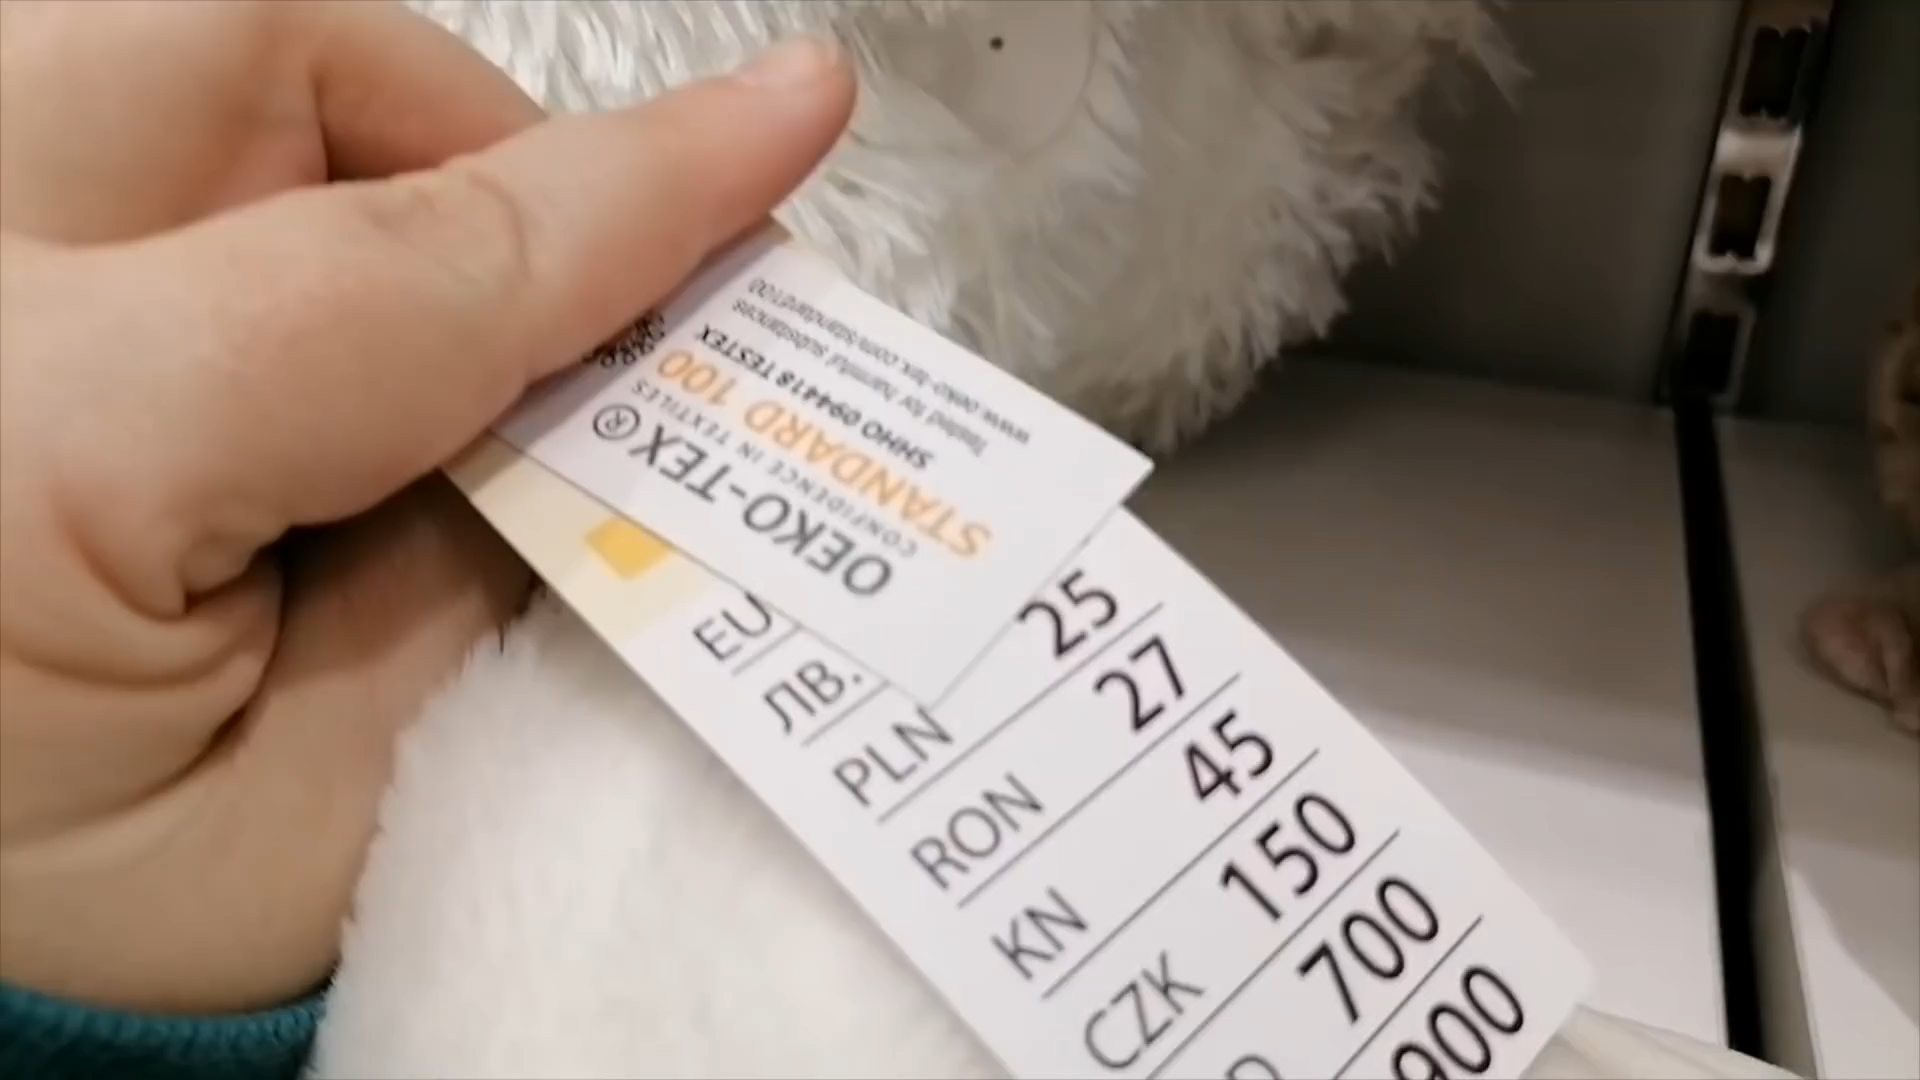 OEKO-TEX®
CONFIDENCE IN TEXTILES
STANDARD 100
SHHO 094418 TESTEX
Tested for harmful substances
www.oeko-tex.com/standard100
EU
ЛВ.
PLN 25
RON 27
KN 45
CZK 150
700
900